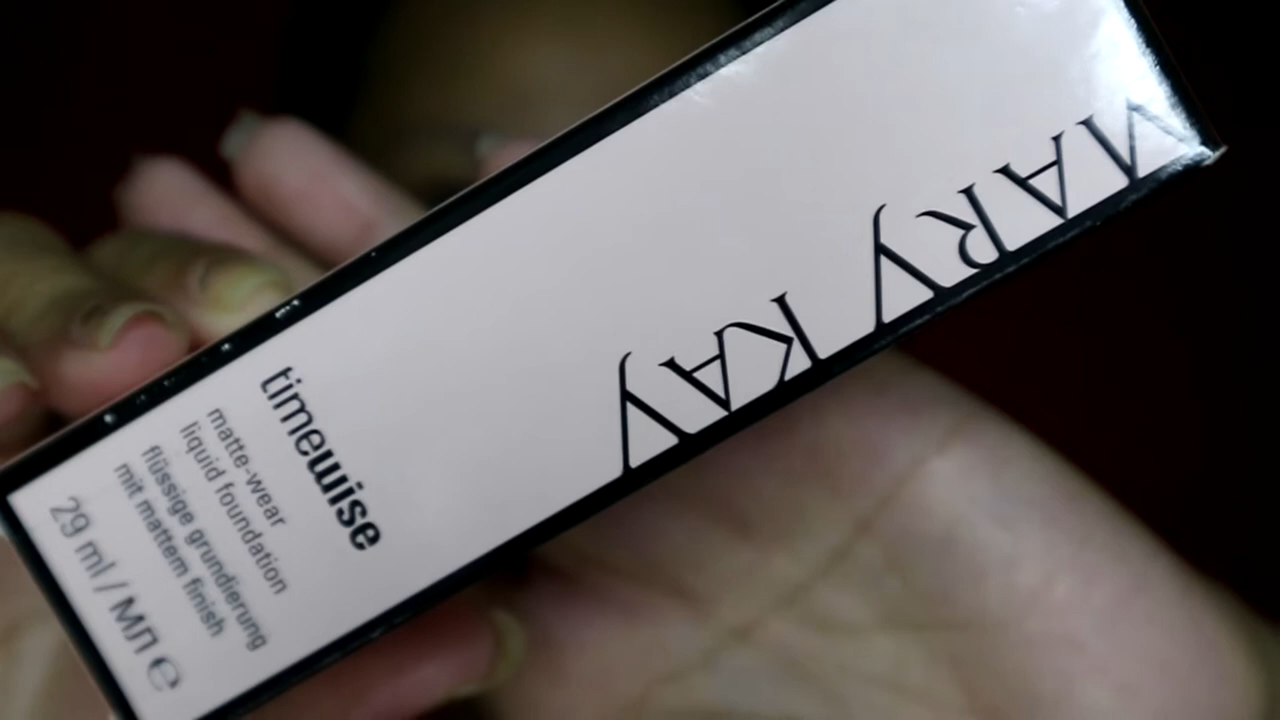 MARY KAY
timewise
matte-wear
liquid foundation
flüssige grundierung
mit mattem finish
29 ml / МЛ e